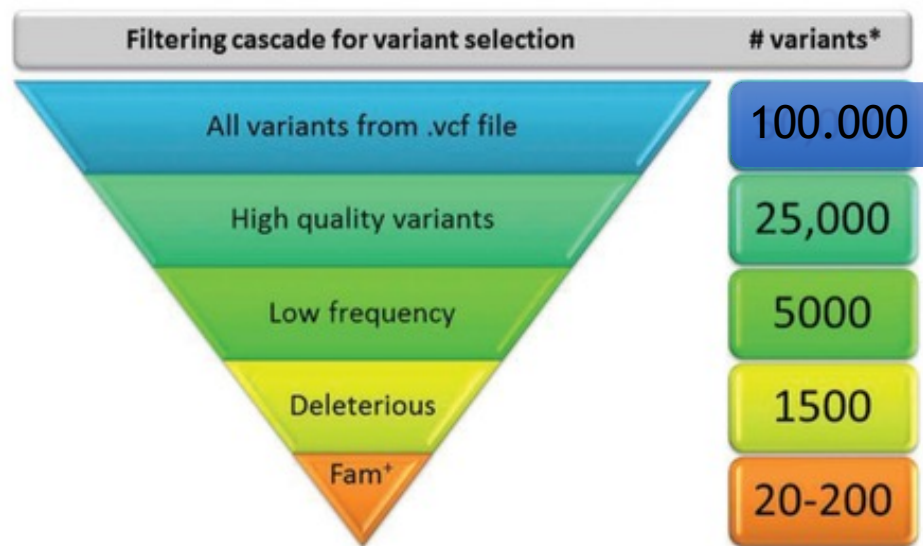 Filtering cascade for variant selection # variants*
All variants from .vcf file 100.000
High quality variants 25,000
Low frequency 5000
Deleterious 1500
Fam⁺ 20-200